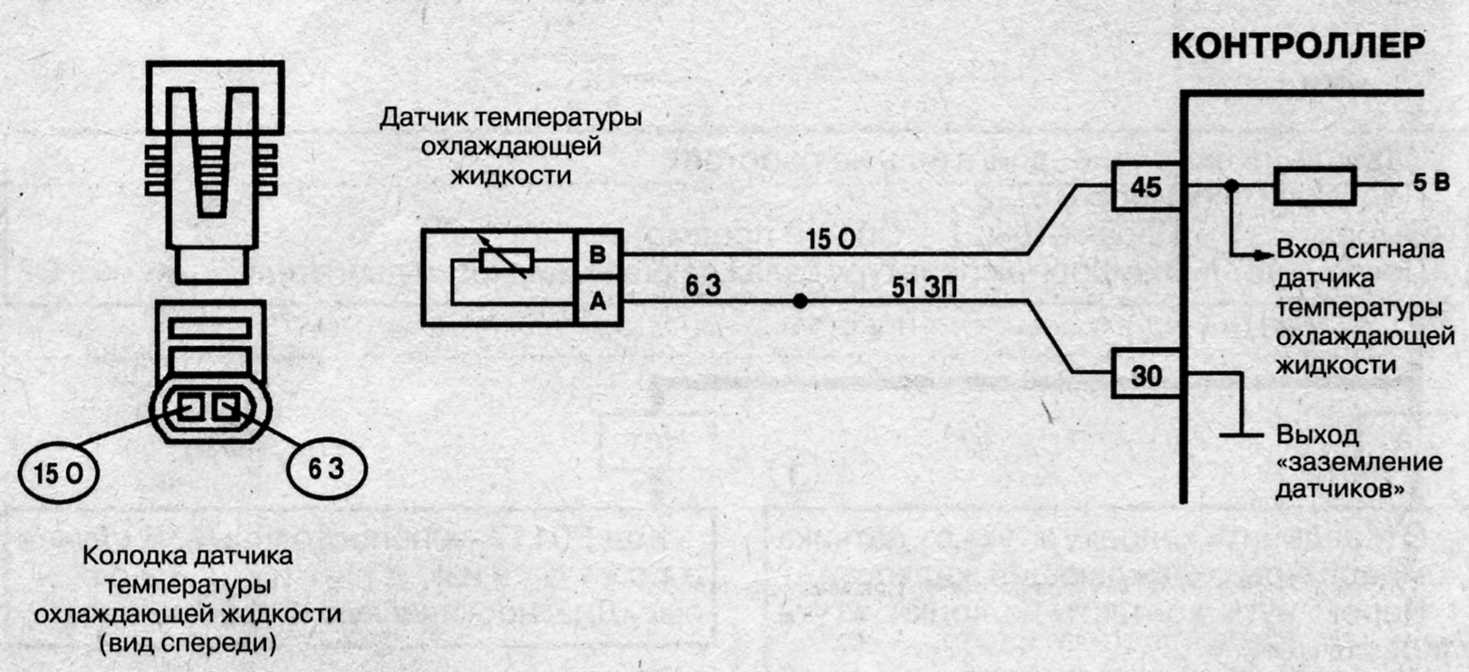 КОНТРОЛЛЕР
Датчик температуры
охлаждающей
жидкости
45
5 В
В
15 О
А
6 З
51 ЗП
Вход сигнала
датчика
температуры
охлаждающей
жидкости
30
Выход
«заземление
датчиков»
15 О
6 З
Колодка датчика
температуры
охлаждающей жидкости
(вид спереди)